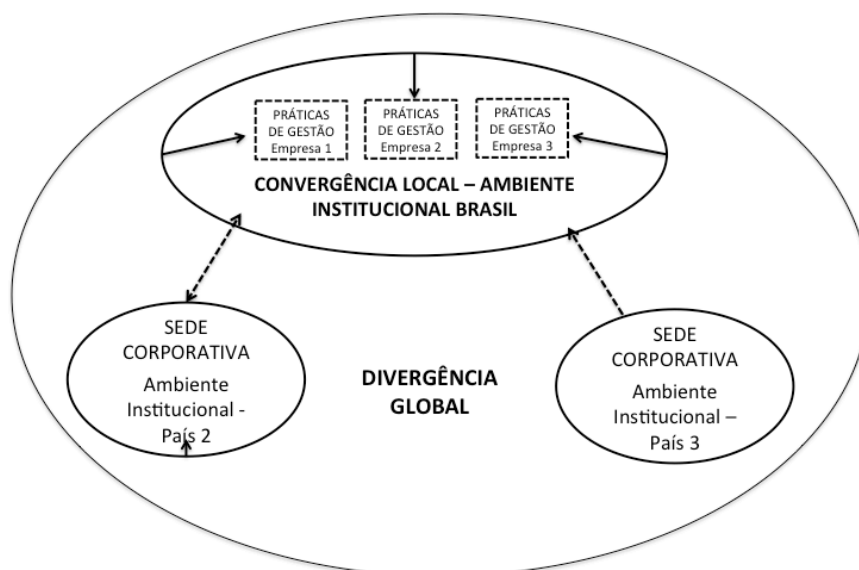 PRÁTICAS
DE GESTÃO
Empresa 1
PRÁTICAS
DE GESTÃO
Empresa 2
PRÁTICAS
DE GESTÃO
Empresa 3
CONVERGÊNCIA LOCAL – AMBIENTE
INSTITUCIONAL BRASIL
SEDE
CORPORATIVA
Ambiente
Institucional -
País 2
DIVERGÊNCIA
GLOBAL
SEDE
CORPORATIVA
Ambiente
Institucional –
País 3